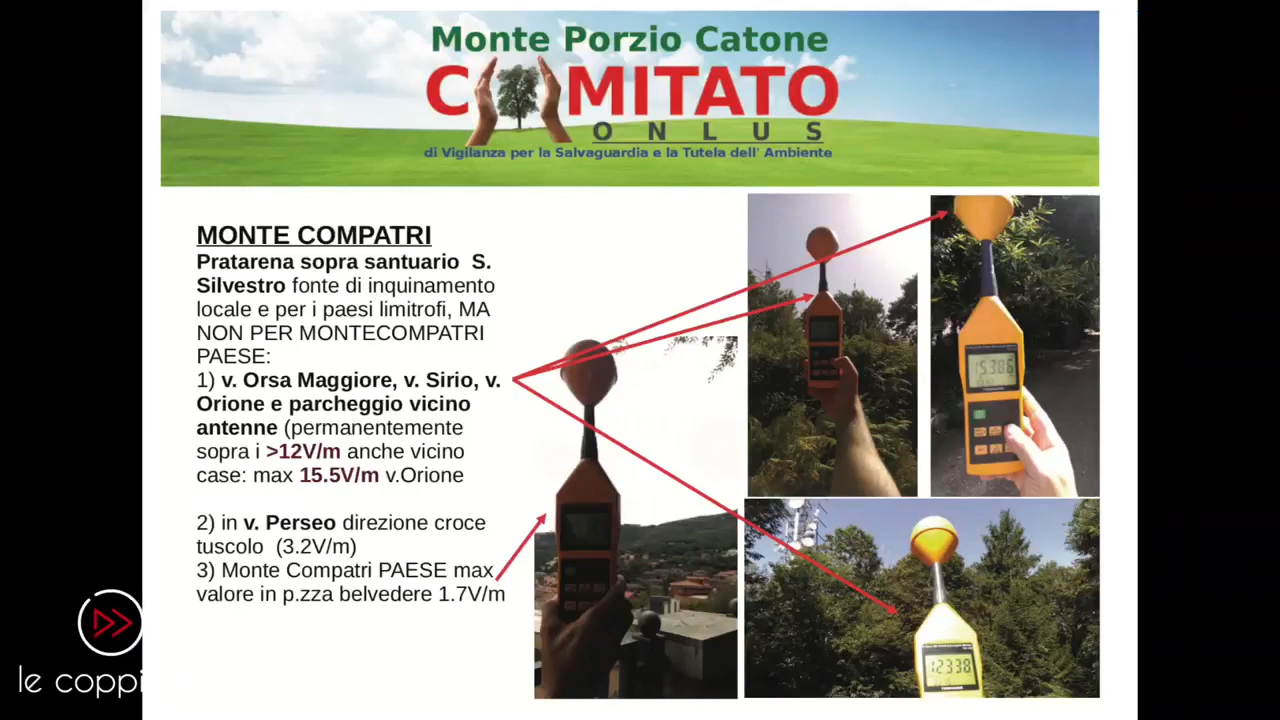 Monte Porzio Catone
COMITATO
ONLUS
di Vigilanza per la Salvaguardia e la Tutela dell' Ambiente
MONTE COMPATRI
Pratarena sopra santuario S.
Silvestro fonte di inquinamento
locale e per i paesi limitrofi, MA
NON PER MONTECOMPATRI
PAESE:
1) v. Orsa Maggiore, v. Sirio, v.
Orione e parcheggio vicino
antenne (permanentemente
sopra i >12V/m anche vicino
case: max 15.5V/m v.Orione
2) in v. Perseo direzione croce
tuscolo (3.2V/m)
3) Monte Compatri PAESE max
valore in p.zza belvedere 1.7V/m
15.386
12338
le coppi